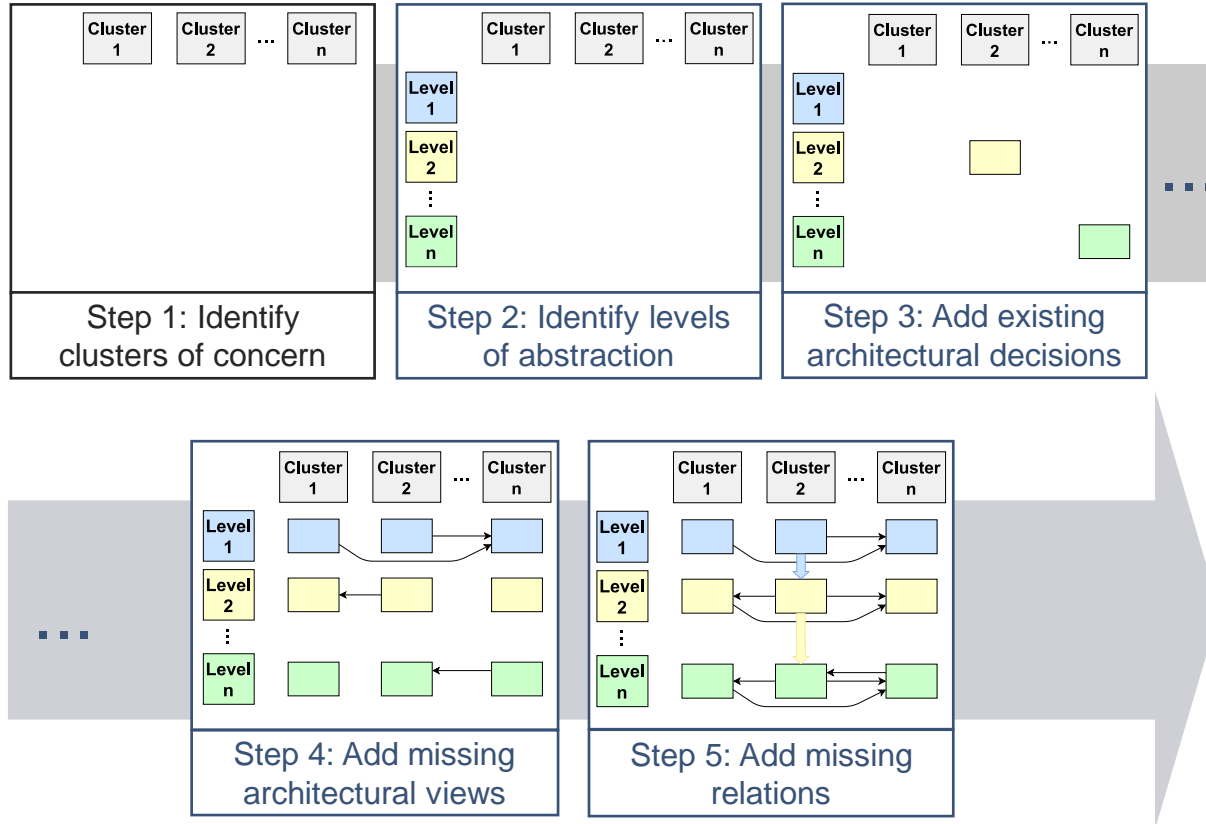 Cluster 1 Cluster 2 ... Cluster n
Step 1: Identify
clusters of concern
Cluster 1 Cluster 2 ... Cluster n
Level 1
Level 2
...
Level n
Step 2: Identify levels
of abstraction
Cluster 1 Cluster 2 ... Cluster n
Level 1
Level 2
...
Level n
Step 3: Add existing
architectural decisions
...
...
Cluster 1 Cluster 2 ... Cluster n
Level 1
Level 2
...
Level n
Step 4: Add missing
architectural views
Cluster 1 Cluster 2 ... Cluster n
Level 1
Level 2
...
Level n
Step 5: Add missing
relations